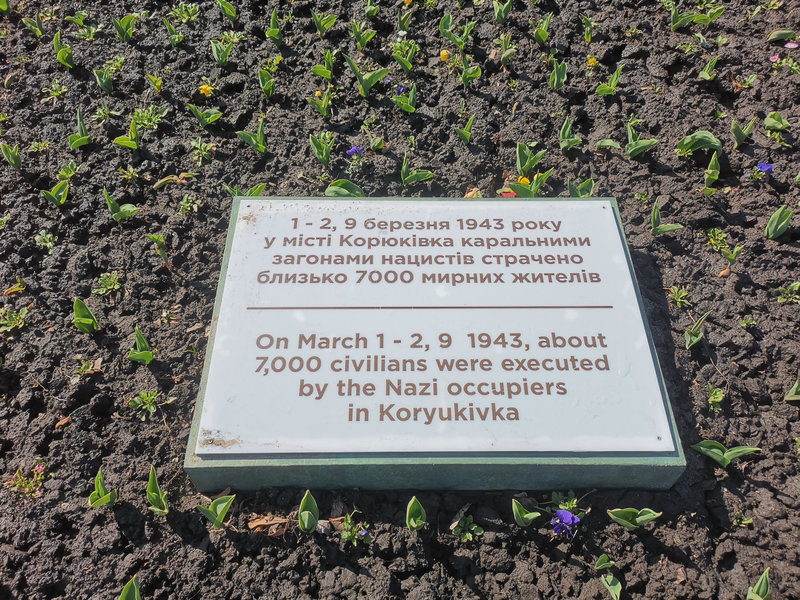 1 - 2, 9 березня 1943 року
у місті Корюківка каральними
загонами нацистів страчено
близько 7000 мирних жителів
On March 1 - 2, 9 1943, about
7,000 civilians were executed
by the Nazi occupiers
in Koryukivka